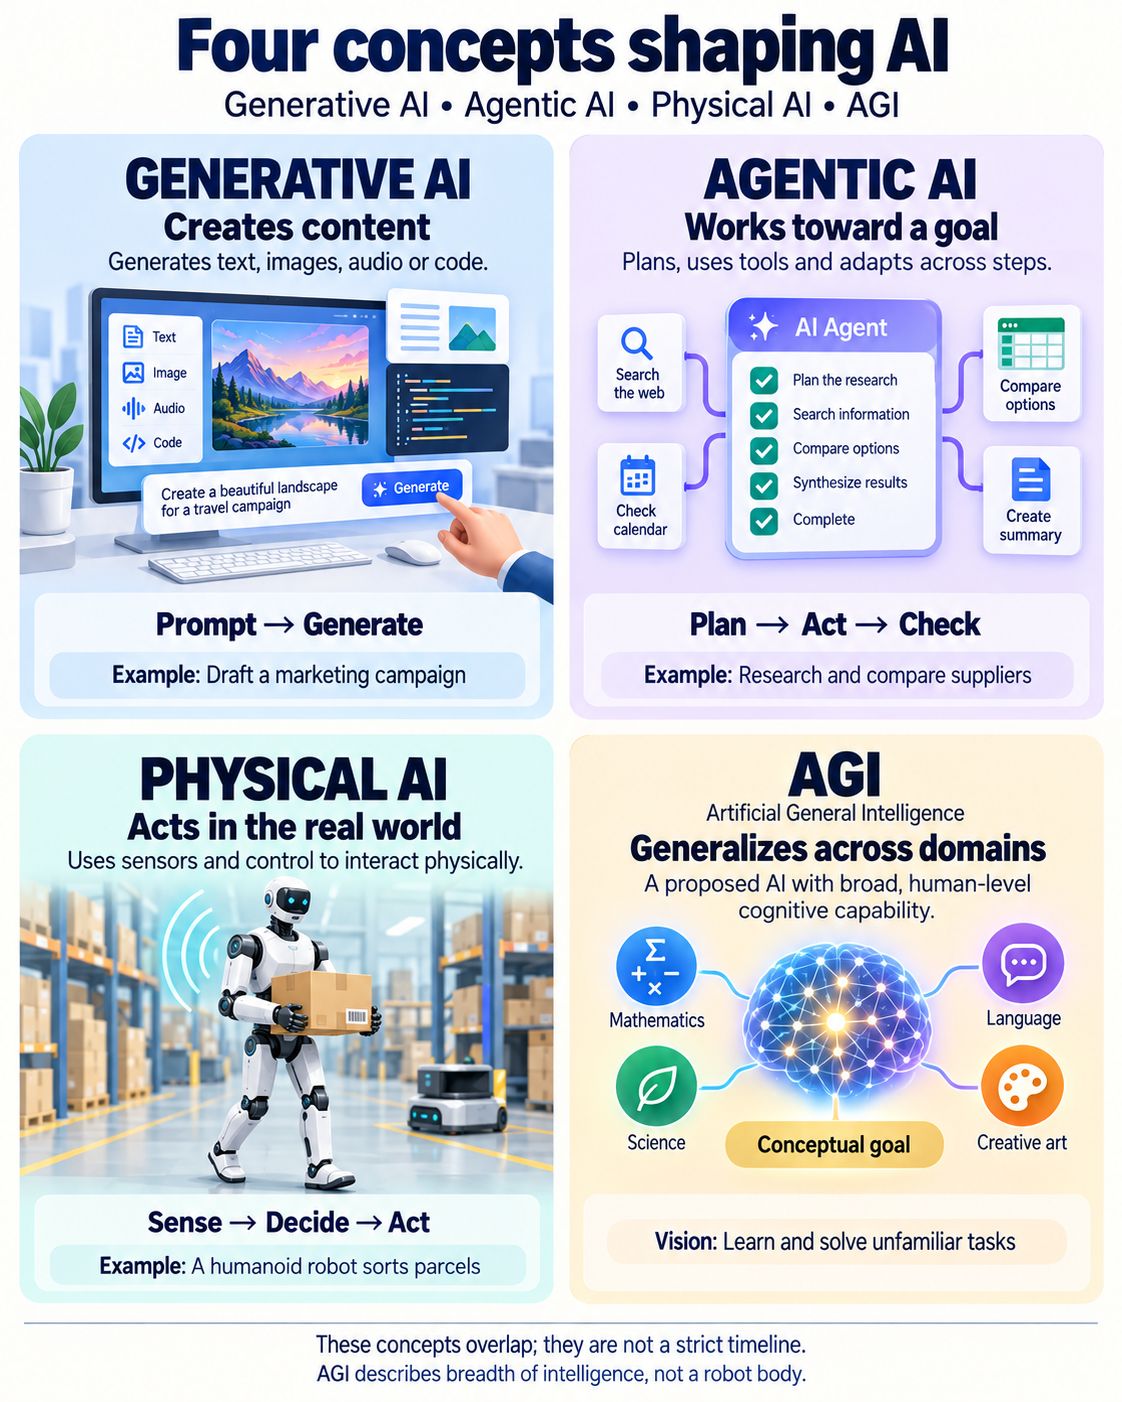 Four concepts shaping AI
Generative AI • Agentic AI • Physical AI • AGI
GENERATIVE AI
Creates content
Generates text, images, audio or code.
Text
Image
Audio
Code
Create a beautiful landscape
for a travel campaign
Generate
Prompt → Generate
Example: Draft a marketing campaign
AGENTIC AI
Works toward a goal
Plans, uses tools and adapts across steps.
Search
the web
Check
calendar
AI Agent
Plan the research
Search information
Compare options
Synthesize results
Complete
Compare
options
Create
summary
Plan → Act → Check
Example: Research and compare suppliers
PHYSICAL AI
Acts in the real world
Uses sensors and control to interact physically.
Sense → Decide → Act
Example: A humanoid robot sorts parcels
AGI
Artificial General Intelligence
Generalizes across domains
A proposed AI with broad, human-level
cognitive capability.
Mathematics
Language
Science
Creative art
Conceptual goal
Vision: Learn and solve unfamiliar tasks
These concepts overlap; they are not a strict timeline.
AGI describes breadth of intelligence, not a robot body.